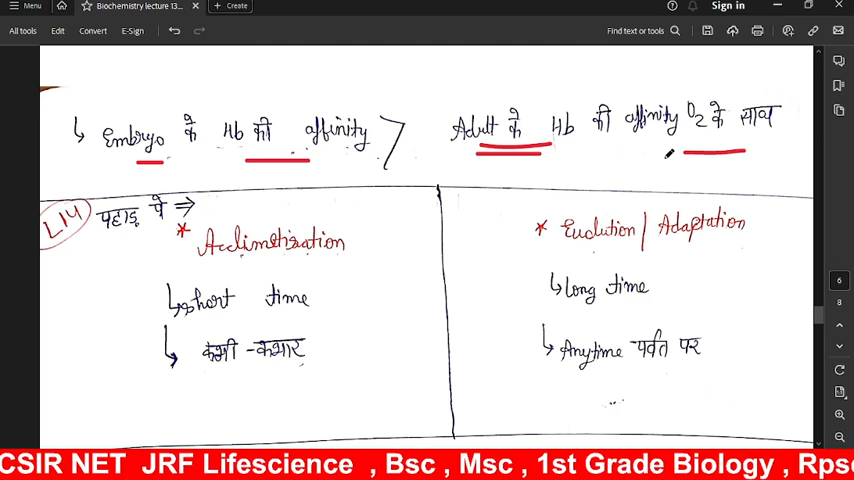 Menu
Biochemistry lecture 13...
Create
Sign in
All tools Edit Convert E-Sign
Find text or tools
↳ Embryo के Hb की affinity > Adult के Hb की affinity O2 के साथ
L14 पहाड़ पे ⇒
* Acclimetisation
↳ short time
↳ कभी-कभार
* Evolution / Adaptation
↳ long time
↳ Anytime पर्वत पर
6
8
CSIR NET JRF Lifescience , Bsc , Msc , 1st Grade Biology , Rpsc